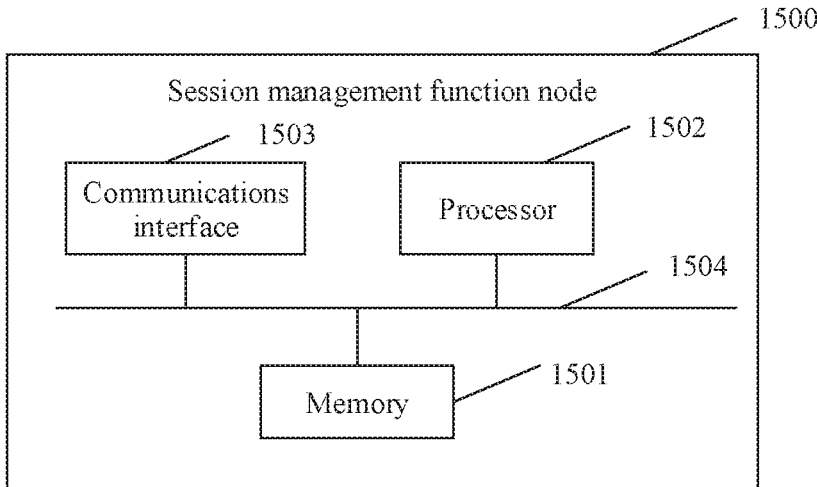 1500
Session management function node
1503
1502
Communications
interface
Processor
1504
1501
Memory